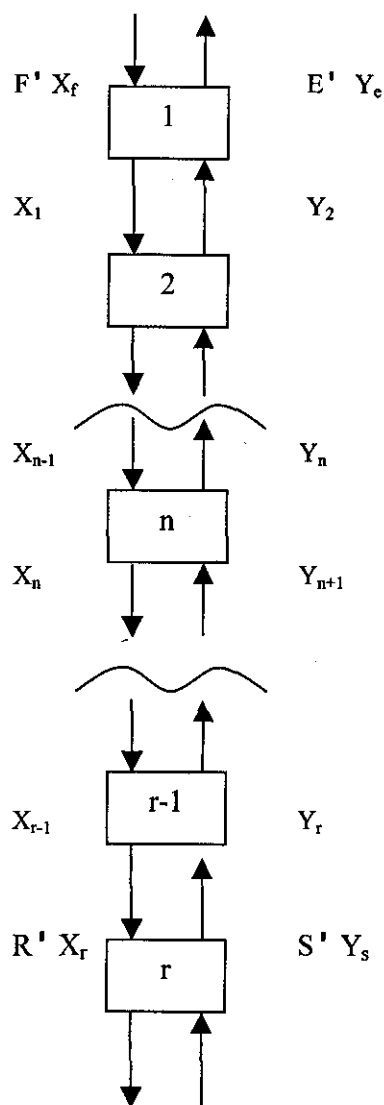 F' X_f E' Y_e
1
X_1 Y_2
2
X_{n-1} Y_n
n
X_n Y_{n+1}
r-1
X_{r-1} Y_r
R' X_r S' Y_s
r